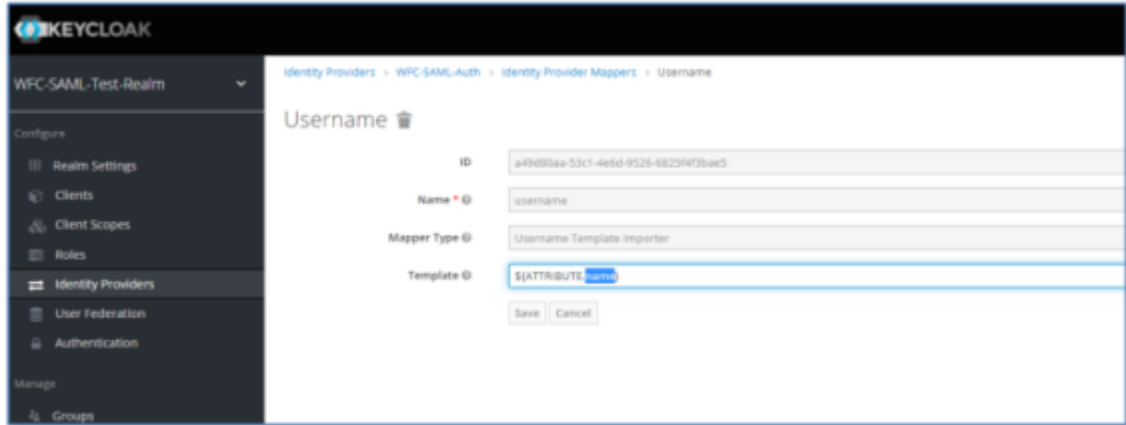 KEYCLOAK
WFC-SAML-Test-Realm
Configure
Realm Settings
Clients
Client Scopes
Roles
Identity Providers
User Federation
Authentication
Manage
Groups
Identity Providers > WFC-SAML-Auth > Identity Provider Mappers > Username
Username
ID
a49d80aa-53c1-4e6d-9526-6825f4f3bae5
Name *
username
Mapper Type
Username Template Importer
Template
${ATTRIBUTE.name}
Save Cancel